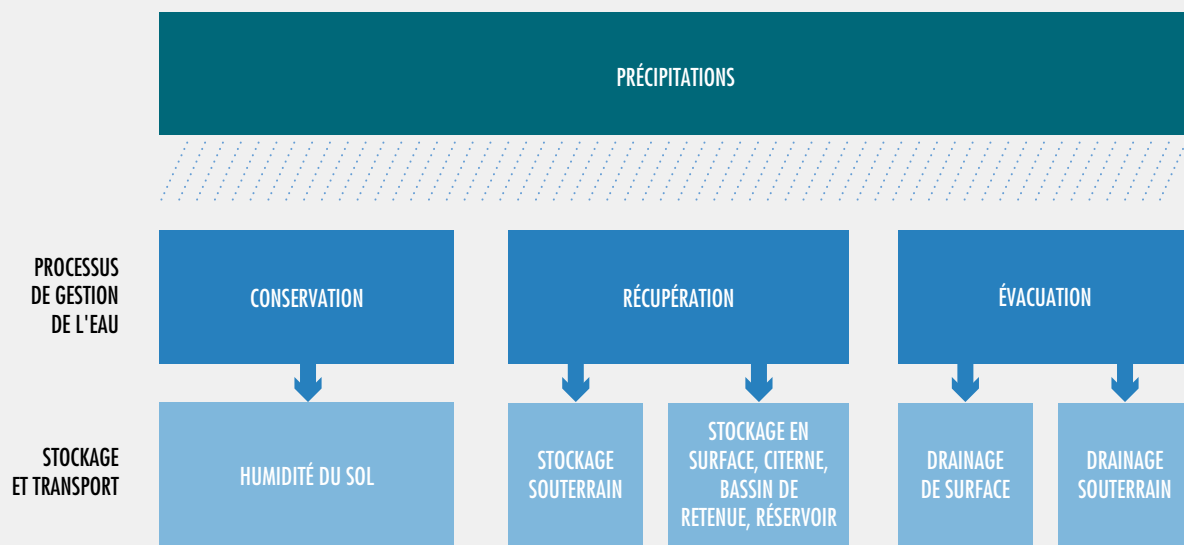 PRÉCIPITATIONS
PROCESSUS
DE GESTION
DE L'EAU
CONSERVATION
RÉCUPÉRATION
ÉVACUATION
STOCKAGE
ET TRANSPORT
HUMIDITÉ DU SOL
STOCKAGE
SOUTERRAIN
STOCKAGE EN
SURFACE, CITERNE,
BASSIN DE
RETENUE, RÉSERVOIR
DRAINAGE
DE SURFACE
DRAINAGE
SOUTERRAIN